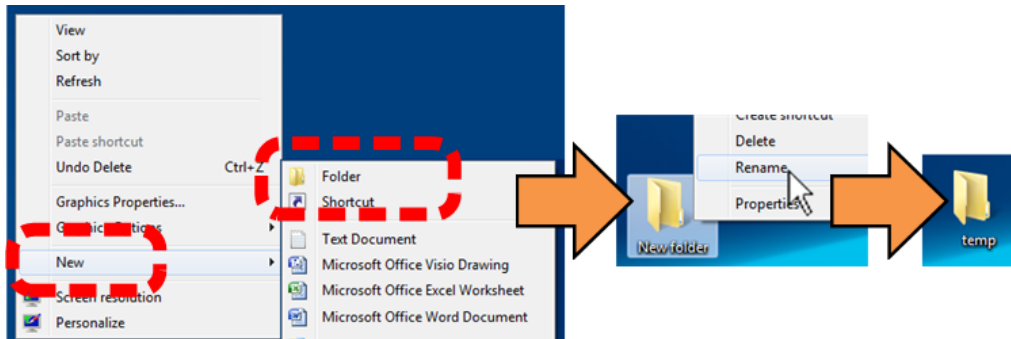 View
Sort by
Refresh
Paste
Paste shortcut
Undo Delete Ctrl+Z
Graphics Properties...
Graphics Options
New
Screen resolution
Personalize
Folder
Shortcut
Text Document
Microsoft Office Visio Drawing
Microsoft Office Excel Worksheet
Microsoft Office Word Document
Create shortcut
Delete
Rename
Properties
New folder
temp